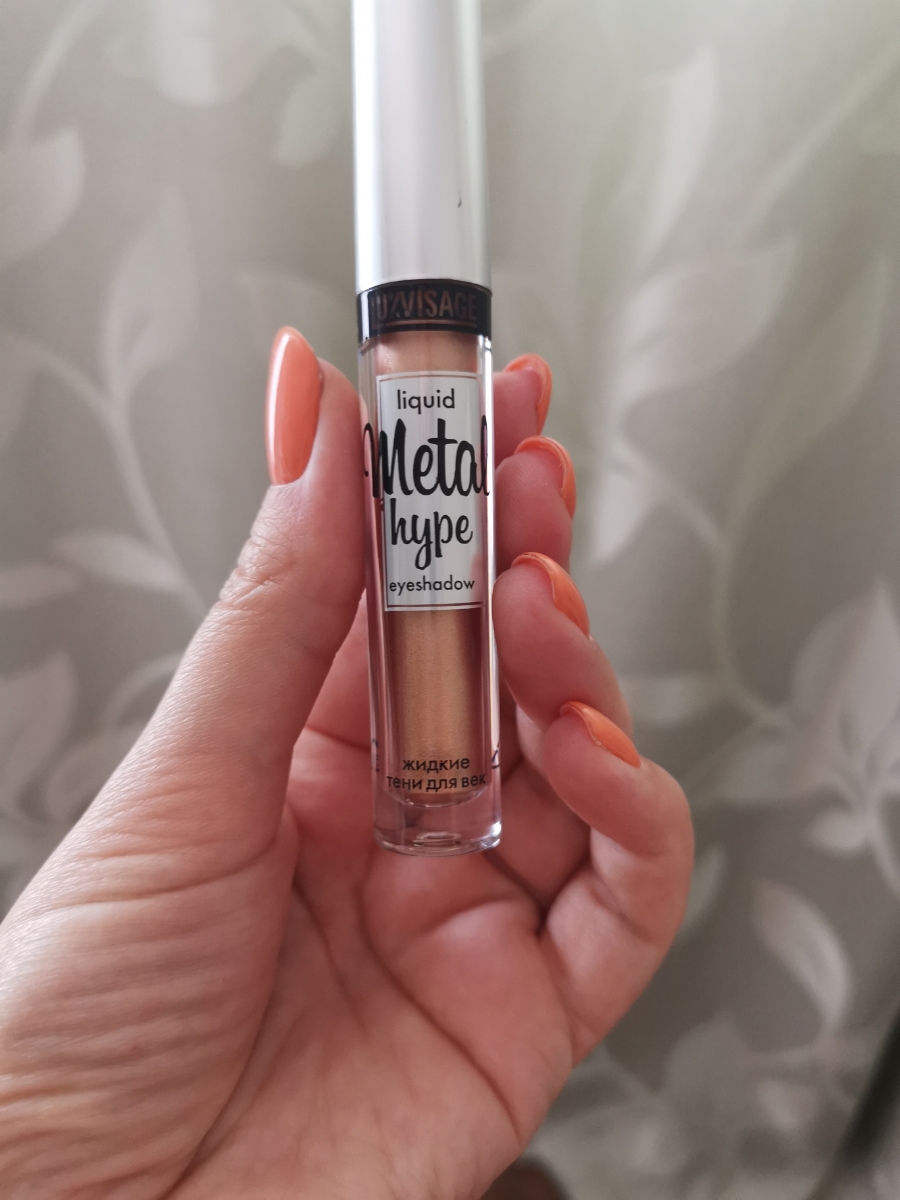 LUXVISAGE
liquid
Metal
hype
eyeshadow
жидкие
тени для век